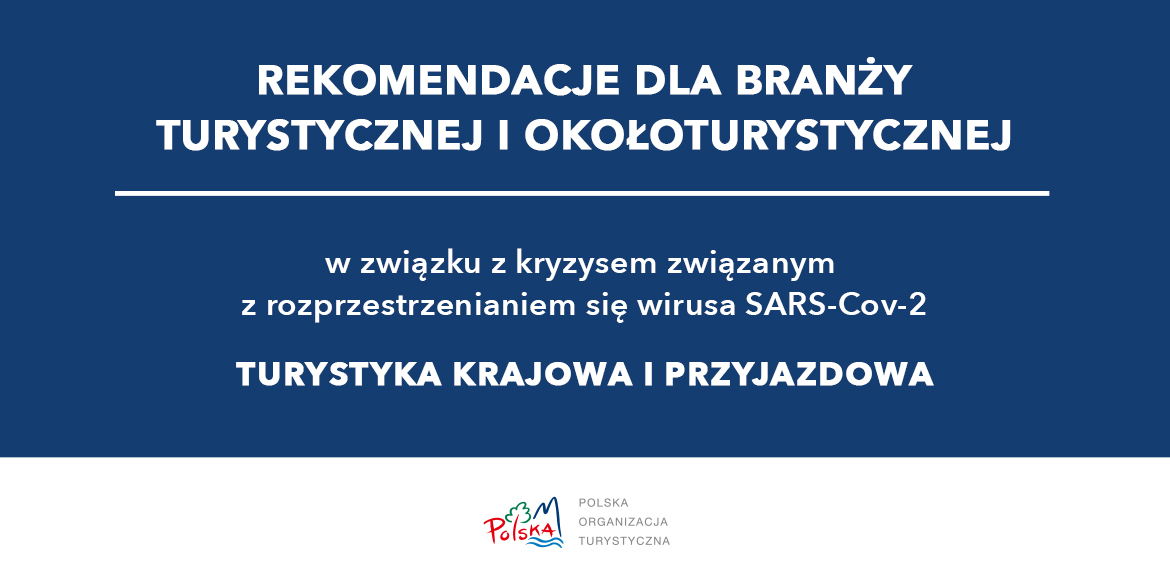 REKOMENDACJE DLA BRANŻY
TURYSTYCZNEJ I OKOŁOTURYSTYCZNEJ
w związku z kryzysem związanym
z rozprzestrzenianiem się wirusa SARS-Cov-2
TURYSTYKA KRAJOWA I PRZYJAZDOWA
POLSKA
POLSKA
ORGANIZACJA
TURYSTYCZNA